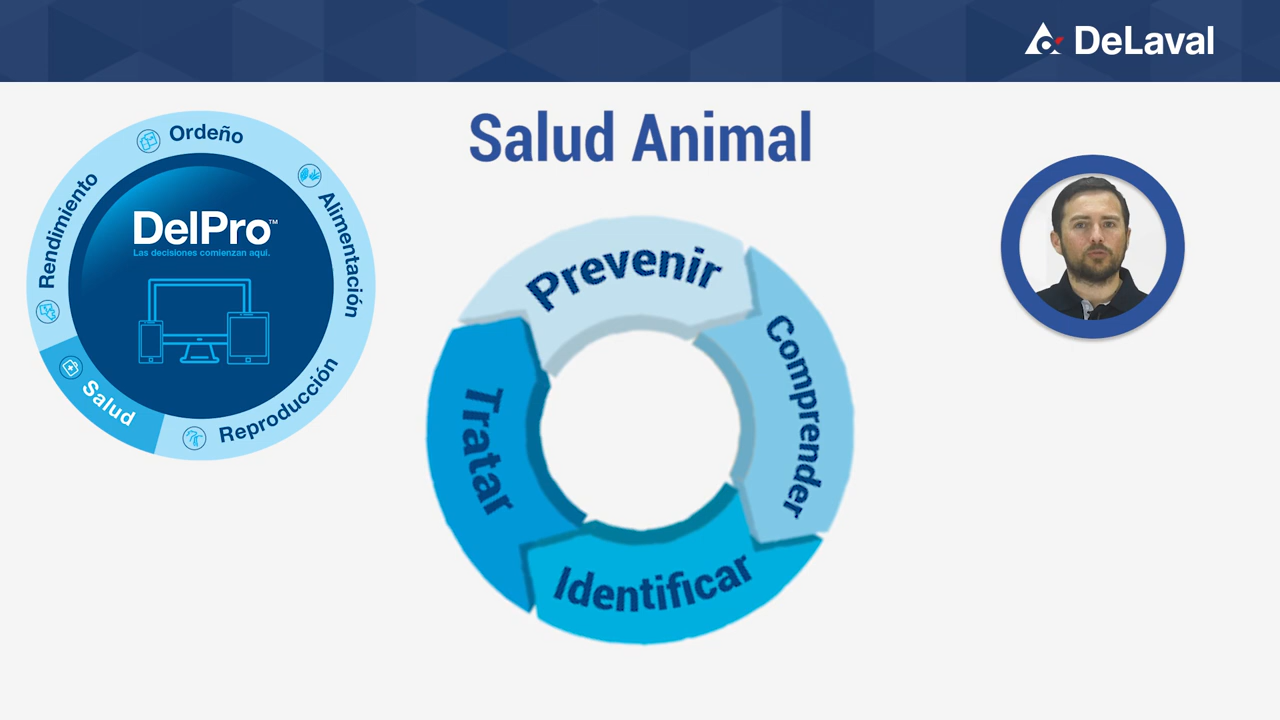 DeLaval
Salud Animal
Ordeño
Alimentación
Reproducción
Salud
Rendimiento
DelPro™
Las decisiones comienzan aquí.
Prevenir
Comprender
Identificar
Tratar